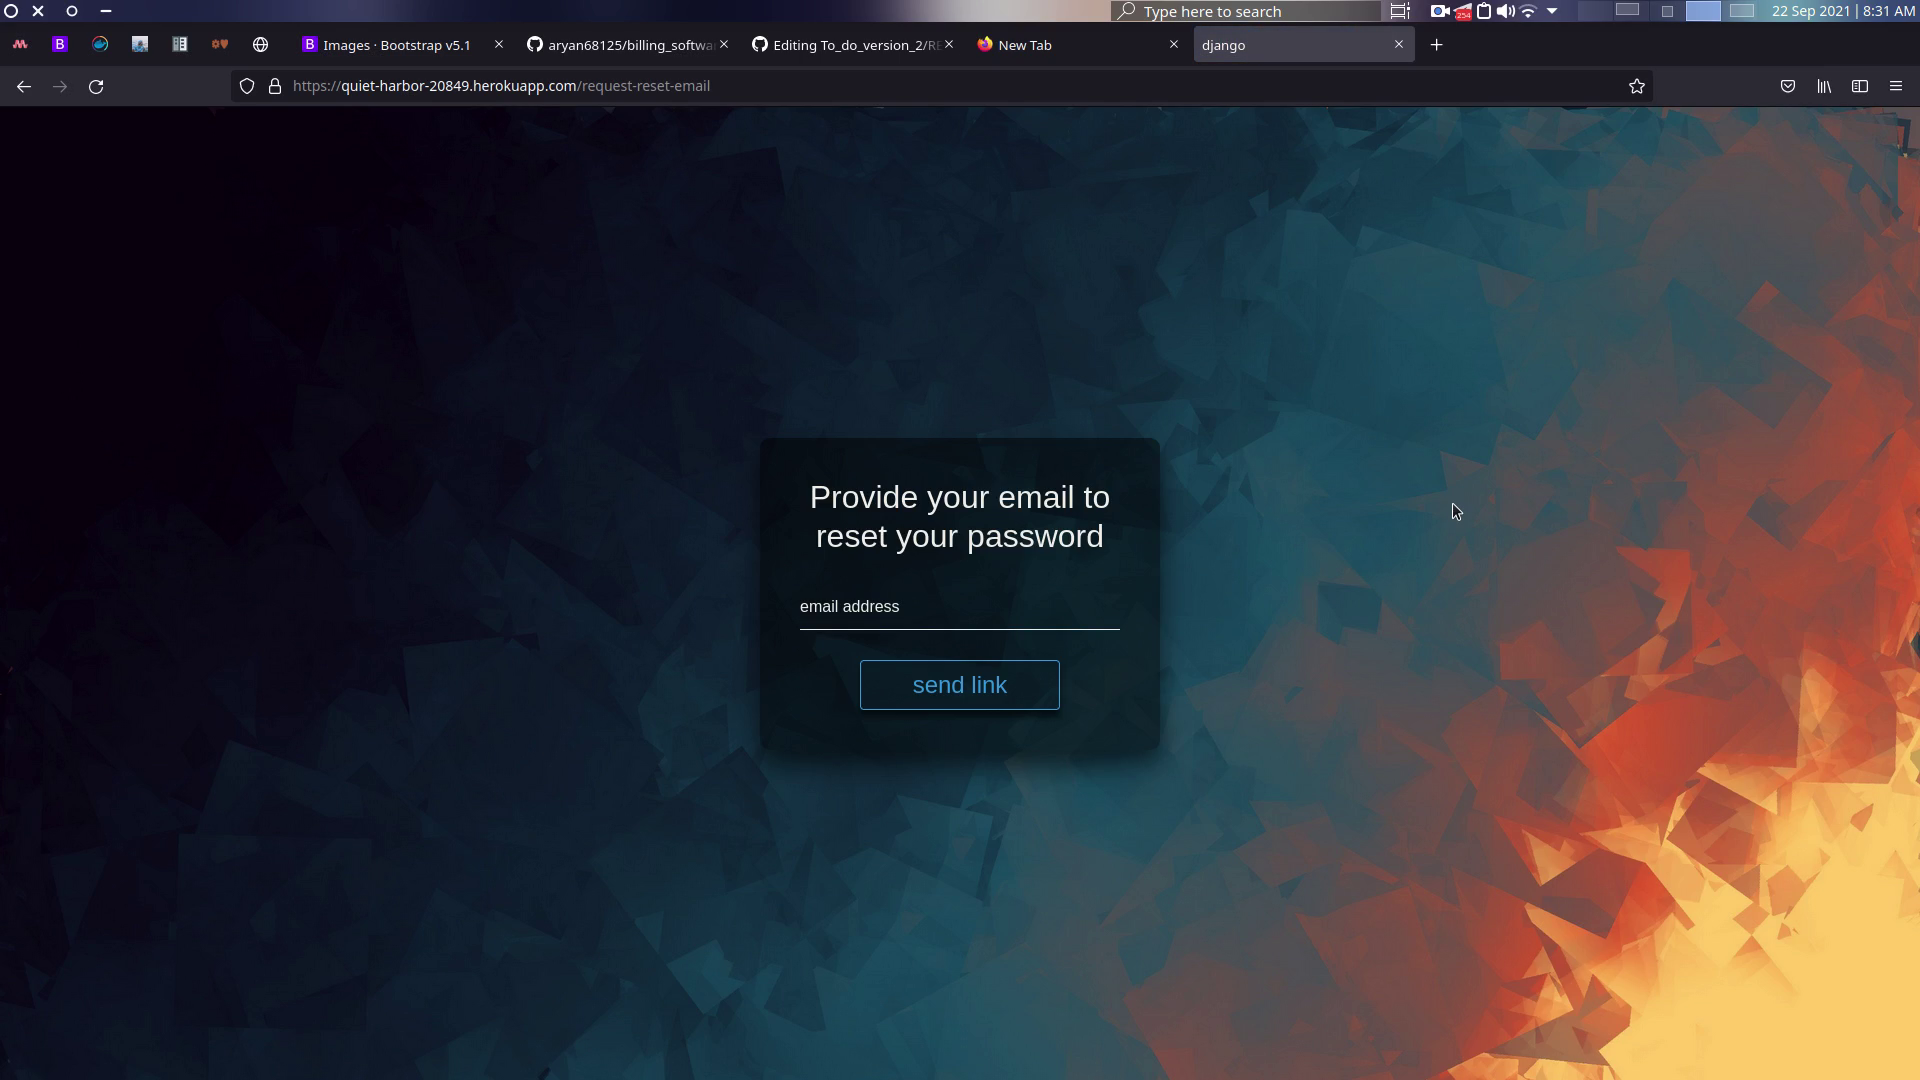 Type here to search
254
22 Sep 2021 | 8:31 AM
B
B Images · Bootstrap v5.1
aryan68125/billing_softwa
Editing To_do_version_2/RE
New Tab
django
https://quiet-harbor-20849.herokuapp.com/request-reset-email
Provide your email to
reset your password
email address
send link